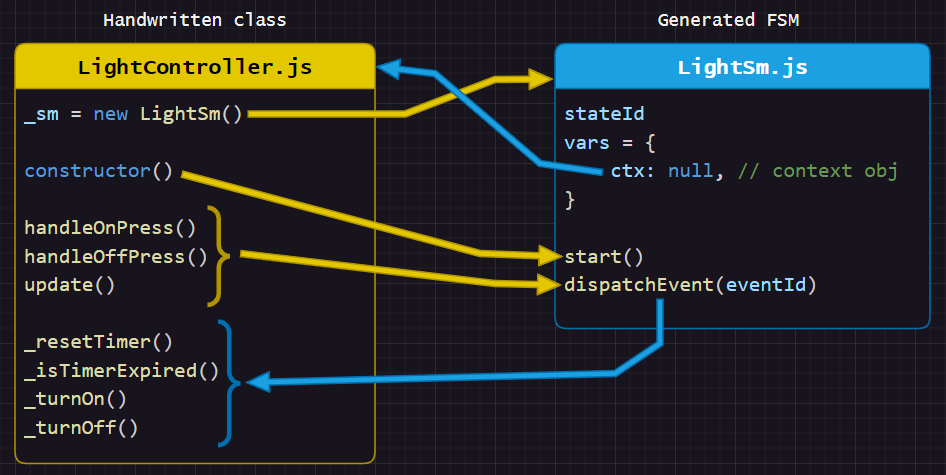 Handwritten class
LightController.js
_sm = new LightSm()
constructor()
handleOnPress()
handleOffPress()
update()
_resetTimer()
_isTimerExpired()
_turnOn()
_turnOff()
Generated FSM
LightSm.js
stateId
vars = {
ctx: null, // context obj
}
start()
dispatchEvent(eventId)